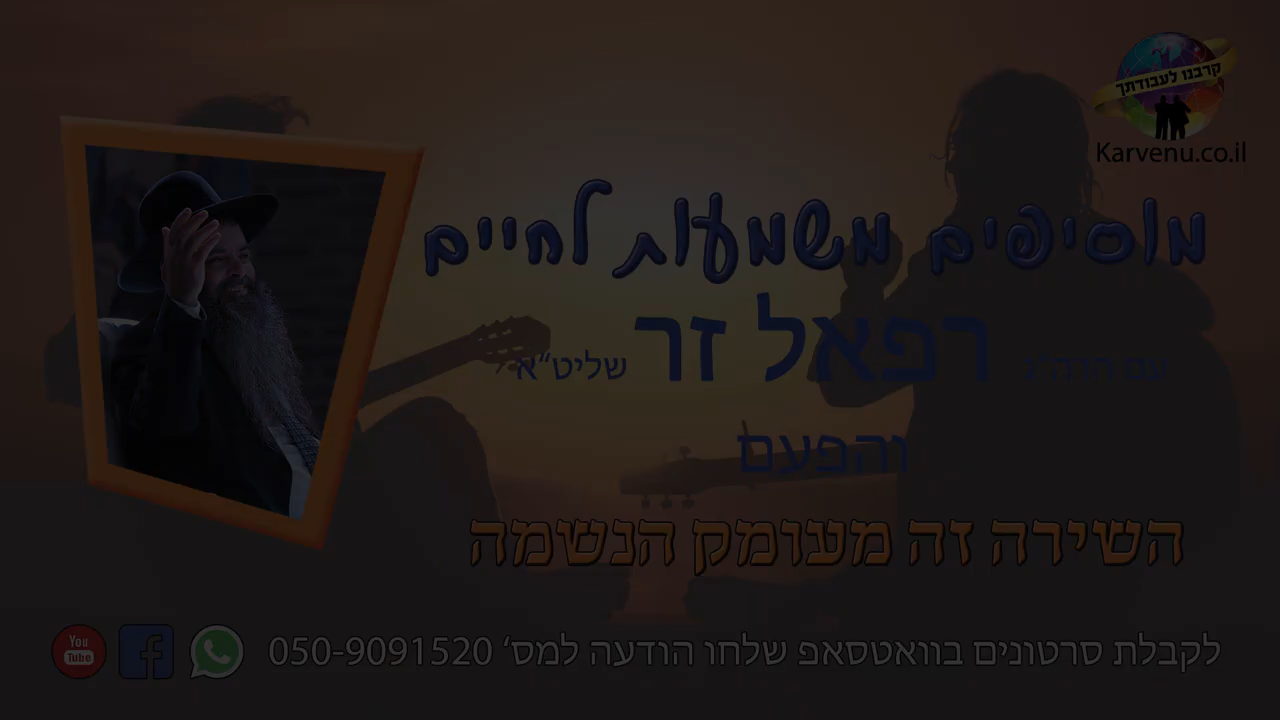 קרבנו לעבודתך
Karvenu.co.il
מוסיפים משמעות לחיים
עם הרה"ג רפאל זר שליט"א
והפעם
השירה זה מעומק הנשמה
לקבלת סרטונים בוואטסאפ שלחו הודעה למס' 050-9091520
You
Tube